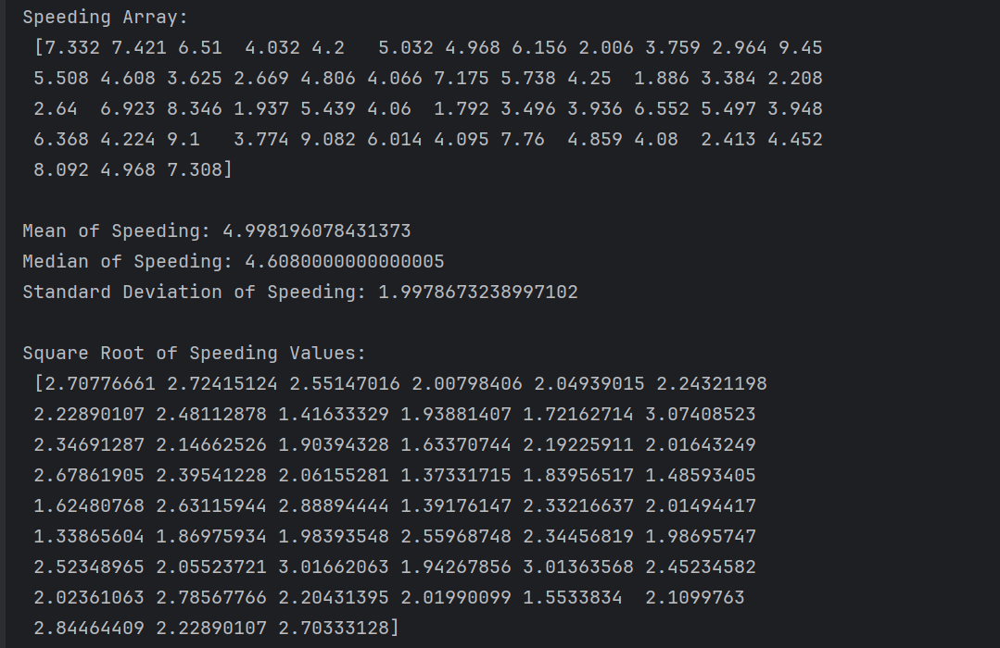 Speeding Array:
[7.332 7.421 6.51  4.032 4.2   5.032 4.968 6.156 2.006 3.759 2.964 9.45
5.508 4.608 3.625 2.669 4.806 4.066 7.175 5.738 4.25  1.886 3.384 2.208
2.64  6.923 8.346 1.937 5.439 4.06  1.792 3.496 3.936 6.552 5.497 3.948
6.368 4.224 9.1   3.774 9.082 6.014 4.095 7.76  4.859 4.08  2.413 4.452
8.092 4.968 7.308]
Mean of Speeding: 4.998196078431373
Median of Speeding: 4.6080000000000005
Standard Deviation of Speeding: 1.9978673238997102
Square Root of Speeding Values:
[2.70776661 2.72415124 2.55147016 2.00798406 2.04939015 2.24321198
2.22890107 2.48112878 1.41633329 1.93881407 1.72162714 3.07408523
2.34691287 2.14662526 1.90394328 1.63370744 2.19225911 2.01643249
2.67861905 2.39541228 2.06155281 1.37331715 1.83956517 1.48593405
1.62480768 2.63115944 2.88894444 1.39176147 2.33216637 2.01494417
1.33865604 1.86975934 1.98393548 2.55968748 2.34456819 1.98695747
2.52348965 2.05523721 3.01662063 1.94267856 3.01363568 2.45234582
2.02361063 2.78567766 2.20431395 2.01990099 1.5533834  2.1099763
2.84464409 2.22890107 2.70333128]